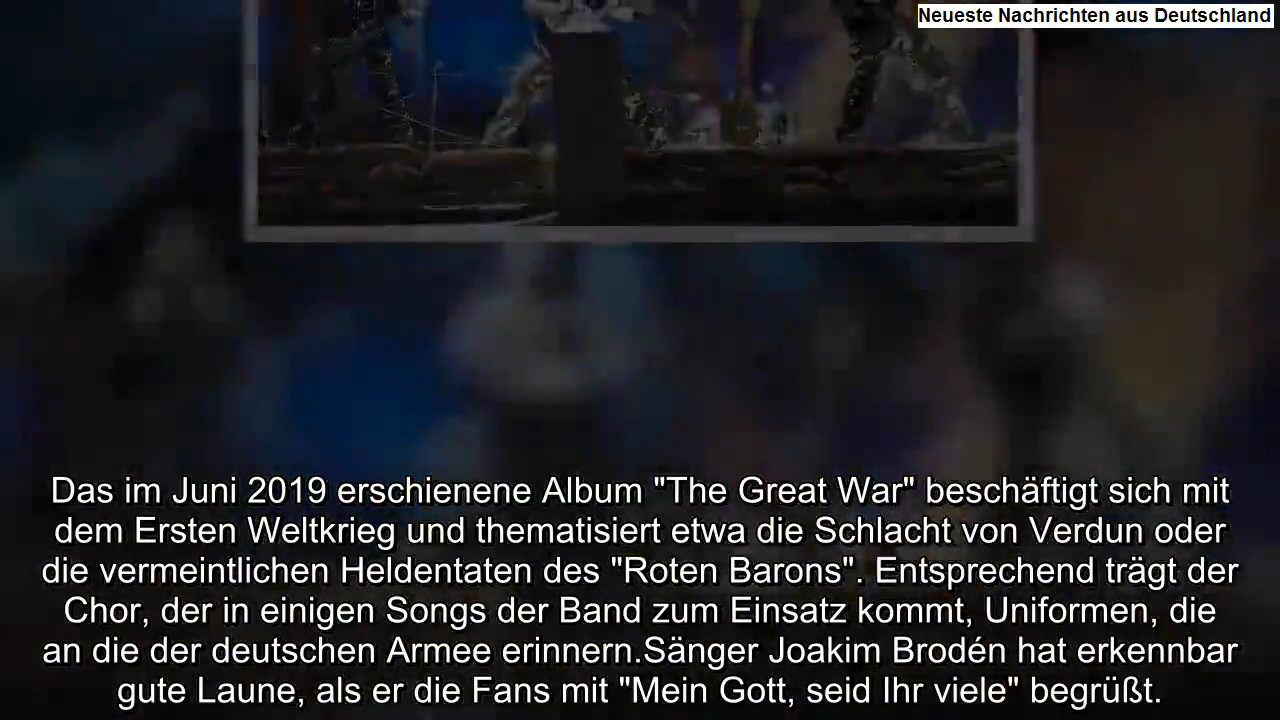 Neueste Nachrichten aus Deutschland
Das im Juni 2019 erschienene Album "The Great War" beschäftigt sich mit
dem Ersten Weltkrieg und thematisiert etwa die Schlacht von Verdun oder
die vermeintlichen Heldentaten des "Roten Barons". Entsprechend trägt der
Chor, der in einigen Songs der Band zum Einsatz kommt, Uniformen, die
an die der deutschen Armee erinnern.Sänger Joakim Brodén hat erkennbar
gute Laune, als er die Fans mit "Mein Gott, seid Ihr viele" begrüßt.